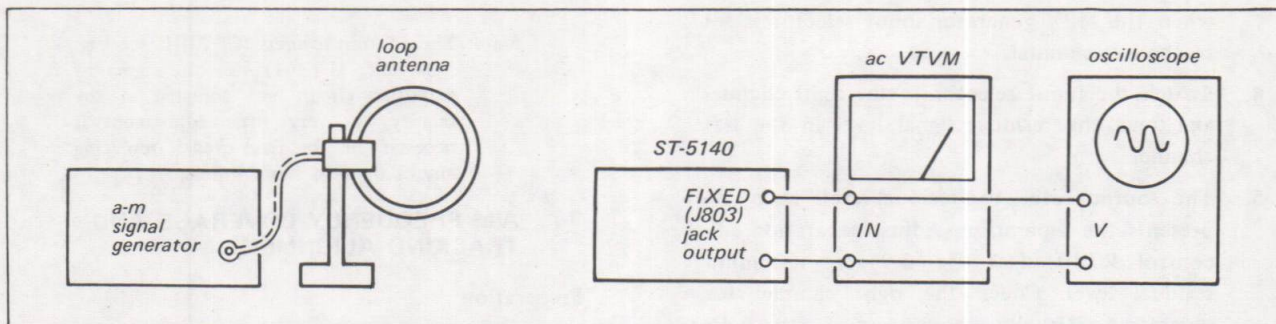 loop
antenna
a-m
signal
generator
ST-5140
FIXED
(J803)
jack
output
ac VTVM
IN
oscilloscope
V